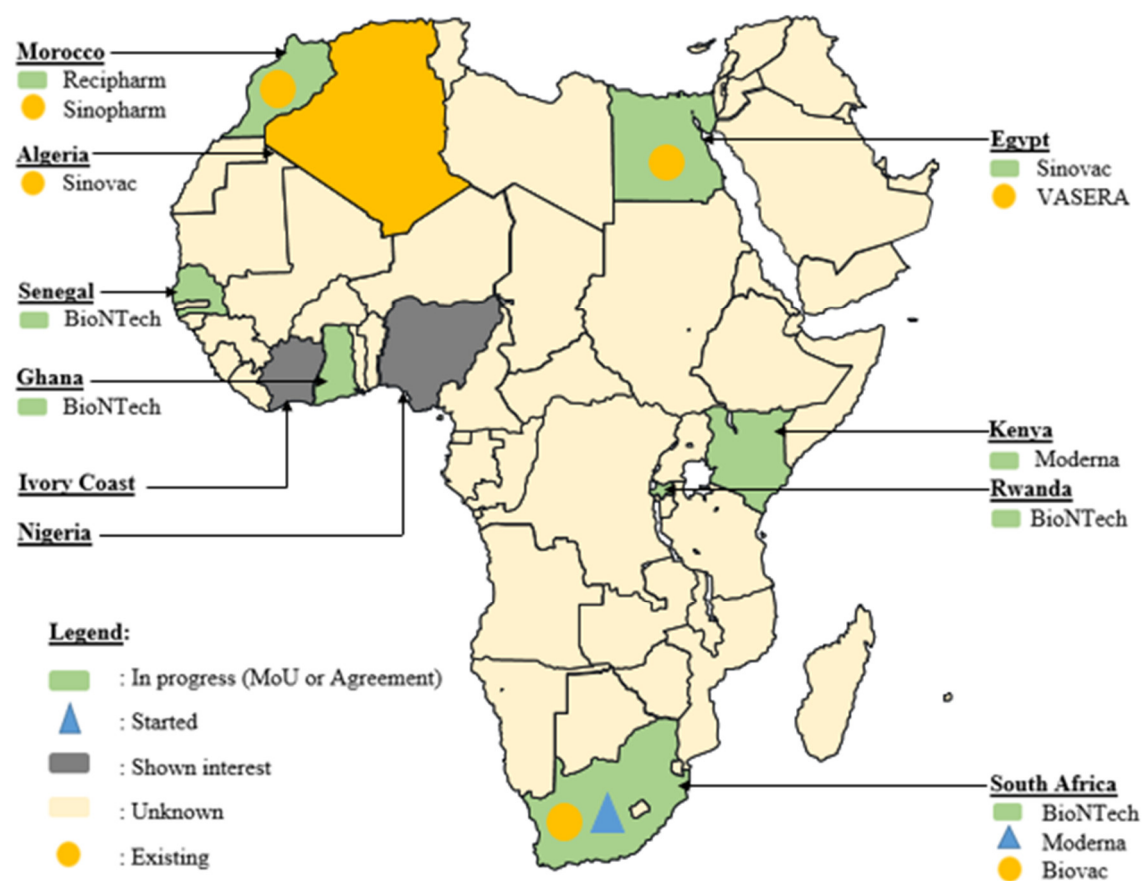 Morocco
Recipharm
Sinopharm
Algeria
Sinovac
Senegal
BioNTech
Ghana
BioNTech
Ivory Coast
Nigeria
Egypt
Sinovac
VASERA
Kenya
Moderna
Rwanda
BioNTech
South Africa
BioNTech
Moderna
Biovac
Legend:
: In progress (MoU or Agreement)
: Started
: Shown interest
: Unknown
: Existing